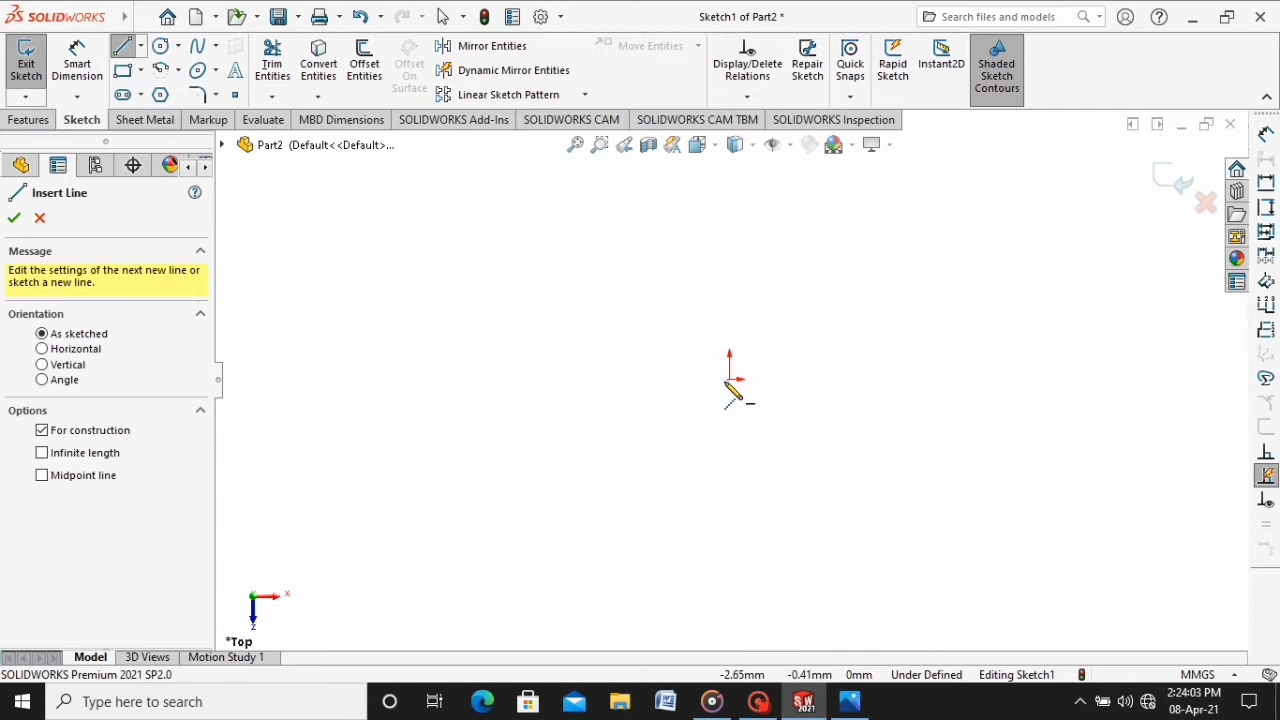 SOLIDWORKS
Sketch1 of Part2 *
Search files and models
Exit Sketch
Smart Dimension
Trim Entities
Convert Entities
Offset Entities
Offset On Surface
Mirror Entities
Dynamic Mirror Entities
Linear Sketch Pattern
Move Entities
Display/Delete Relations
Repair Sketch
Quick Snaps
Rapid Sketch
Instant2D
Shaded Sketch Contours
Features Sketch Sheet Metal Markup Evaluate MBD Dimensions SOLIDWORKS Add-Ins SOLIDWORKS CAM SOLIDWORKS CAM TBM SOLIDWORKS Inspection
Part2 (Default<<Default>...
Insert Line
Message
Edit the settings of the next new line or
sketch a new line.
Orientation
As sketched
Horizontal
Vertical
Angle
Options
For construction
Infinite length
Midpoint line
X
Z
*Top
Model 3D Views Motion Study 1
SOLIDWORKS Premium 2021 SP2.0 -2.65mm -0.41mm 0mm Under Defined Editing Sketch1 MMGS
Type here to search
SW 2021
2:24:03 PM
08-Apr-21